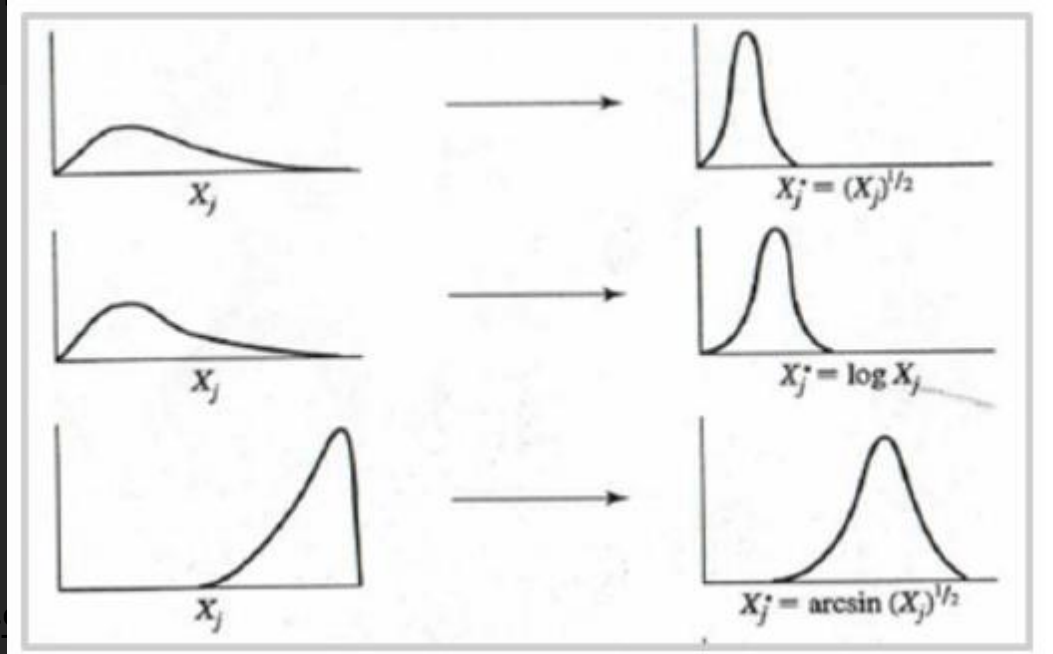 X_j
X_j* = (X_j)^1/2
X_j
X_j* = log X_j
X_j
X_j* = arcsin (X_j)^1/2